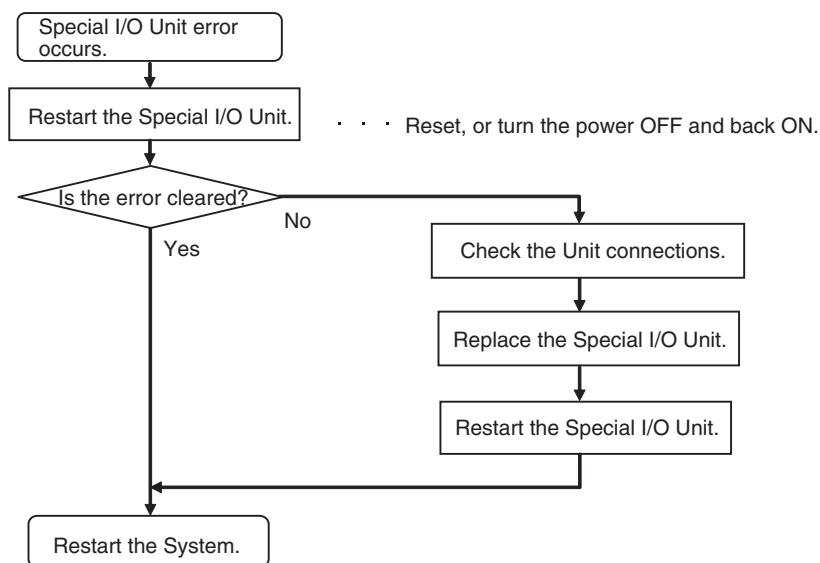 Special I/O Unit error
occurs.
Restart the Special I/O Unit.
· · · Reset, or turn the power OFF and back ON.
Is the error cleared?
No
Yes
Check the Unit connections.
Replace the Special I/O Unit.
Restart the Special I/O Unit.
Restart the System.